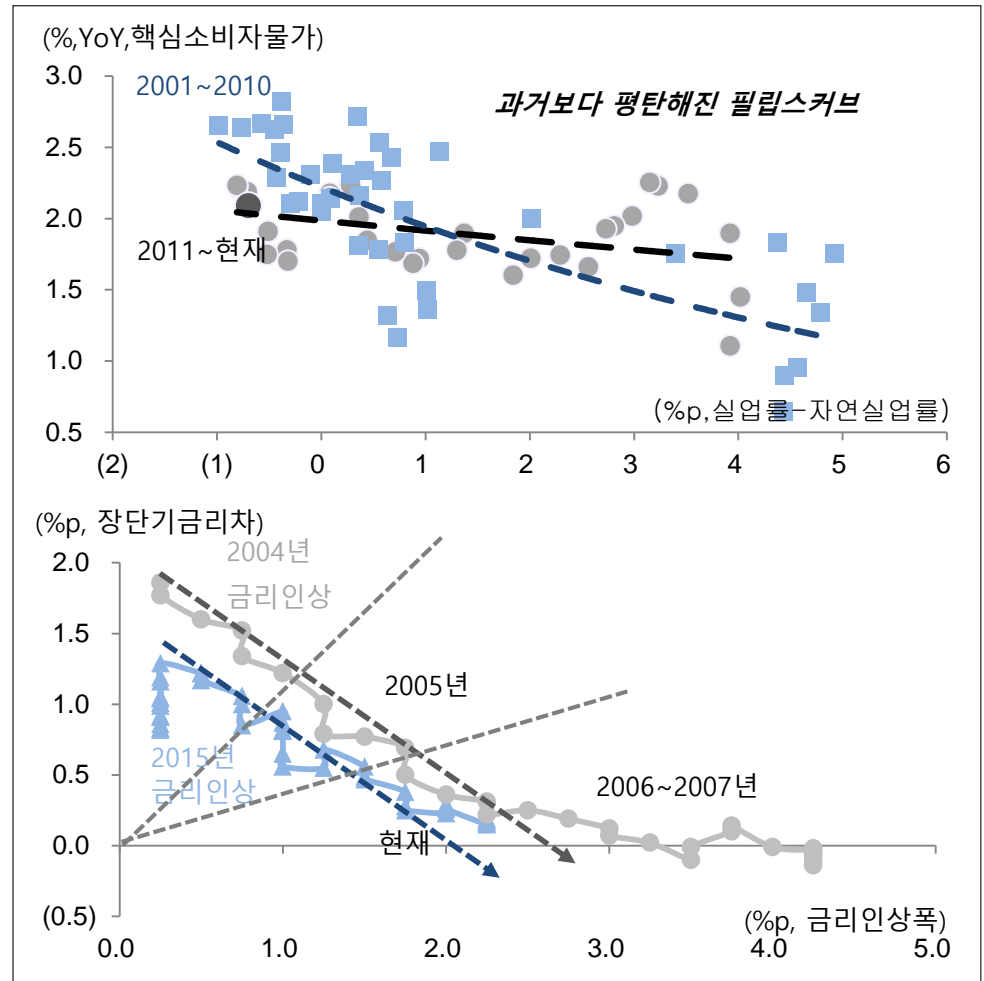 (%,YoY,핵심소비자물가)
3.0
2001~2010
과거보다 평탄해진 필립스커브
2.5
2.0
2011~현재
1.5
1.0
(%p,실업률-자연실업률)
0.5
(2) (1) 0 1 2 3 4 5 6
(%p, 장단기금리차)
2004년
2.0
금리인상
1.5
2005년
1.0
2015년
0.5
금리인상
2006~2007년
현재
0.0
(0.5)
(%p, 금리인상폭)
0.0 1.0 2.0 3.0 4.0 5.0